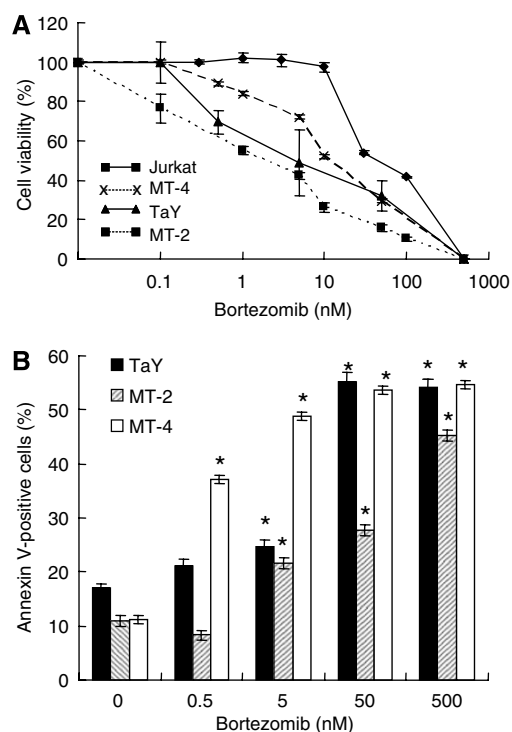 A
120
100
80
60
40
20
0
Cell viability (%)
Jurkat
MT-4
TaY
MT-2
0.1 1 10 100 1000
Bortezomib (nM)
B
60
50
40
30
20
10
0
Annexin V-positive cells (%)
TaY
MT-2
MT-4
* * * * * * * * *
0 0.5 5 50 500
Bortezomib (nM)